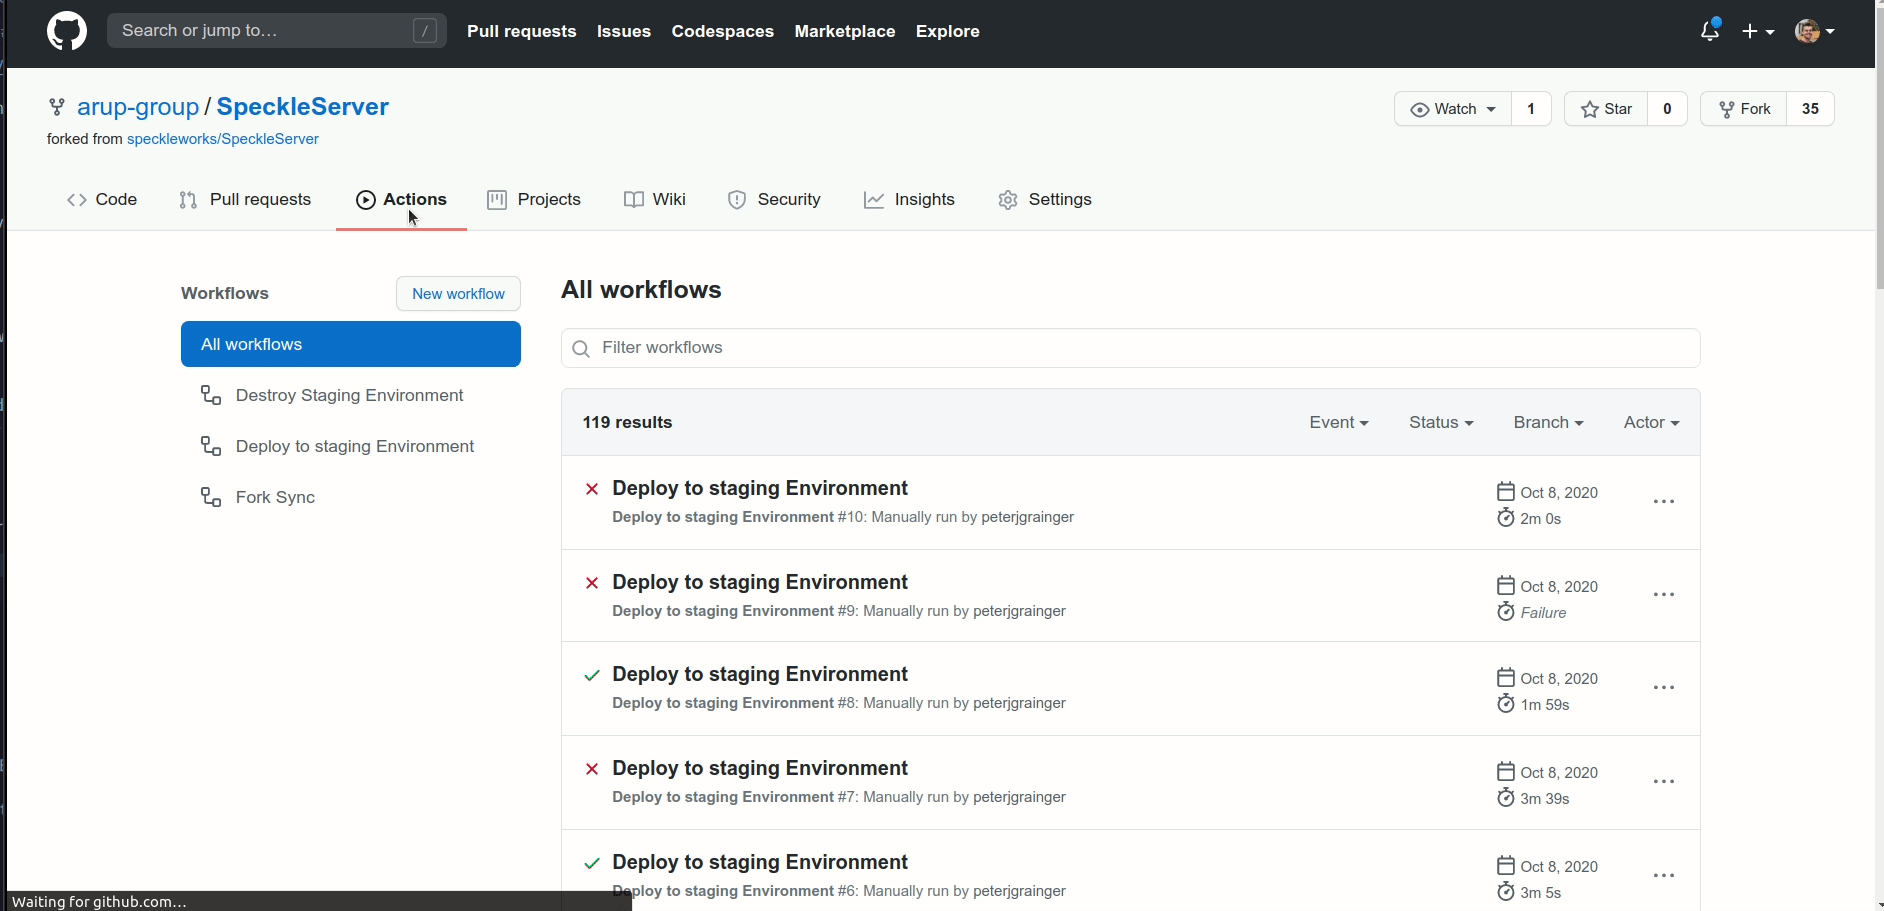 Search or jump to… /
Pull requests Issues Codespaces Marketplace Explore
arup-group / SpeckleServer
forked from speckleworks/SpeckleServer
Watch 1 Star 0 Fork 35
Code Pull requests Actions Projects Wiki Security Insights Settings
Workflows
New workflow
All workflows
Destroy Staging Environment
Deploy to staging Environment
Fork Sync
All workflows
Filter workflows
119 results Event Status Branch Actor
Deploy to staging Environment
Deploy to staging Environment #10: Manually run by peterjgrainger
Oct 8, 2020
2m 0s
Deploy to staging Environment
Deploy to staging Environment #9: Manually run by peterjgrainger
Oct 8, 2020
Failure
Deploy to staging Environment
Deploy to staging Environment #8: Manually run by peterjgrainger
Oct 8, 2020
1m 59s
Deploy to staging Environment
Deploy to staging Environment #7: Manually run by peterjgrainger
Oct 8, 2020
3m 39s
Deploy to staging Environment
Deploy to staging Environment #6: Manually run by peterjgrainger
Oct 8, 2020
3m 5s
Waiting for github.com…